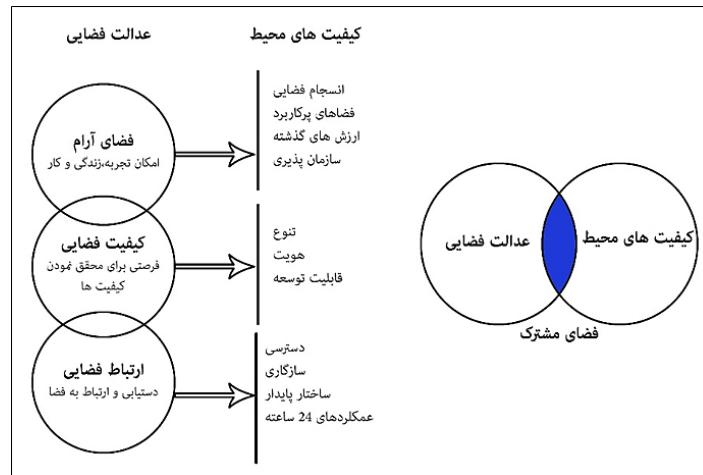 عدالت فضایی
کیفیت های محیط
فضای آرام
امکان تجربه،زندگی و کار
انسجام فضایی
فضاهای پرکاربرد
ارزش های گذشته
سازمان پذیری
کیفیت فضایی
فرصتی برای محقق نمودن
کیفیت ها
تنوع
هویت
قابلیت توسعه
ارتباط فضایی
دستیابی و ارتباط به فضا
دسترسی
سازگاری
ساختار پایدار
عمکلردهای 24 ساعته
کیفیت های محیط
عدالت فضایی
فضای مشترک